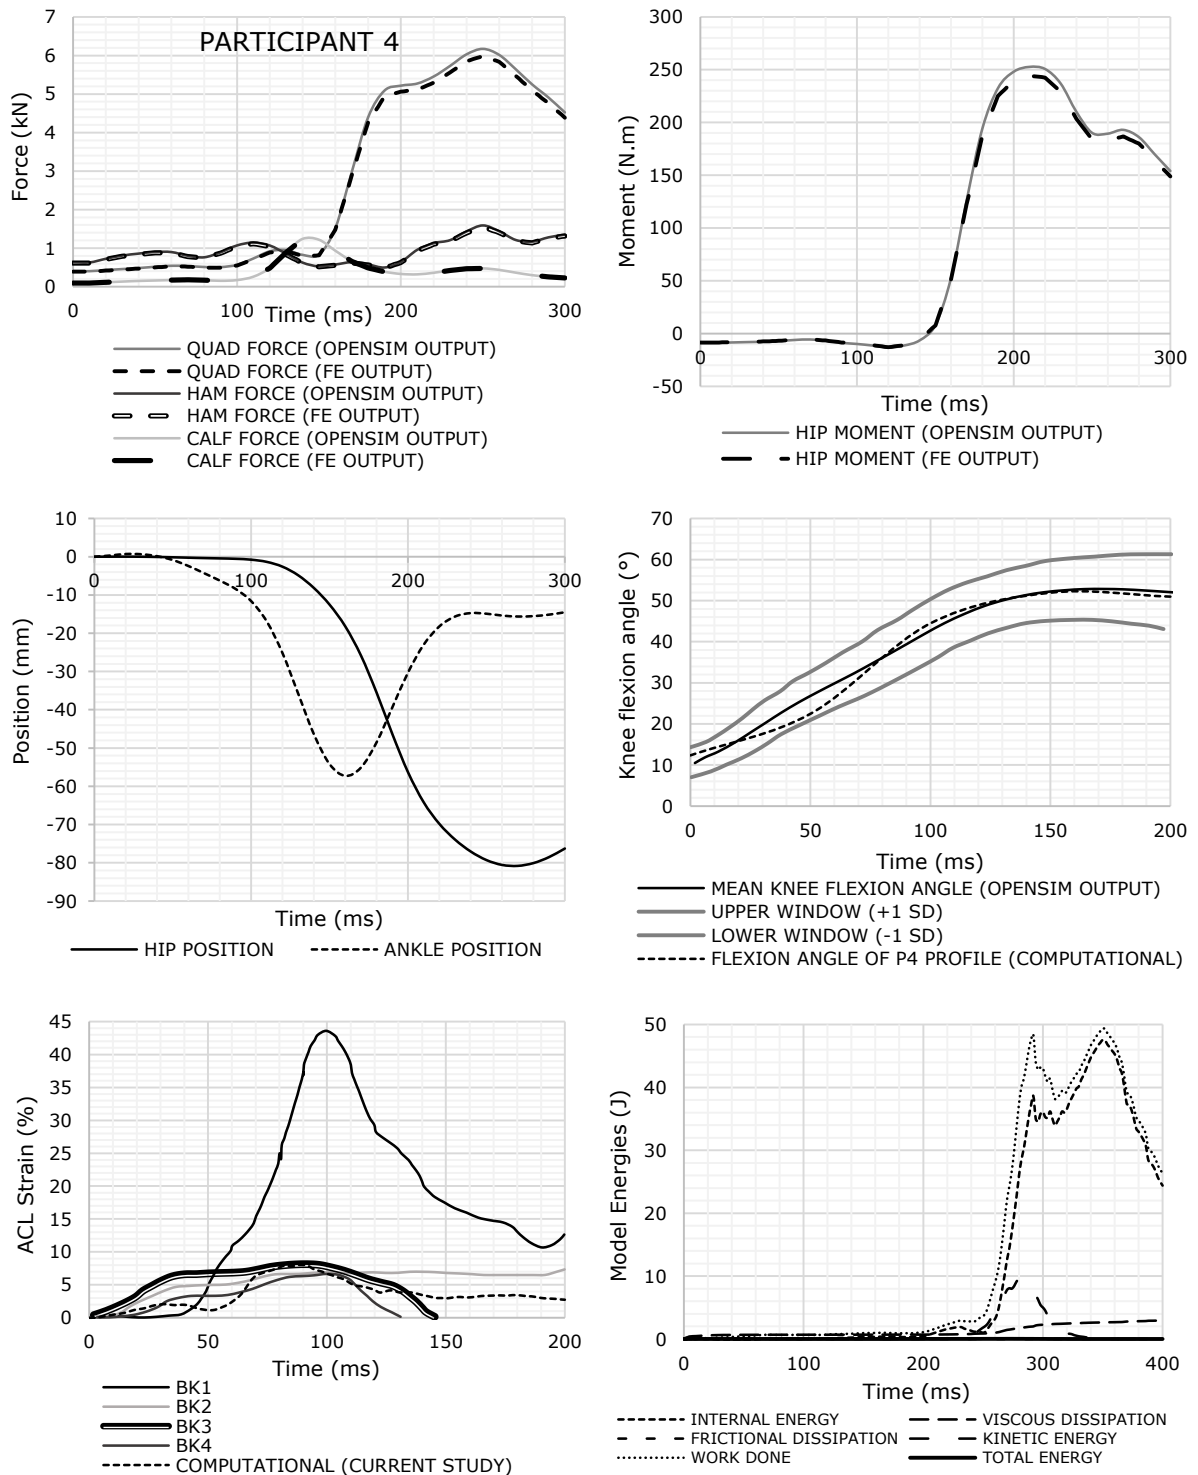 PARTICIPANT 4
Force (kN)
7
6
5
4
3
2
1
0
0 100 200 300
Time (ms)
QUAD FORCE (OPENSIM OUTPUT)
QUAD FORCE (FE OUTPUT)
HAM FORCE (OPENSIM OUTPUT)
HAM FORCE (FE OUTPUT)
CALF FORCE (OPENSIM OUTPUT)
CALF FORCE (FE OUTPUT)
Moment (N.m)
300
250
200
150
100
50
0
-50
0 100 200 300
Time (ms)
HIP MOMENT (OPENSIM OUTPUT)
HIP MOMENT (FE OUTPUT)
Position (mm)
10
0
-10
-20
-30
-40
-50
-60
-70
-80
-90
0 100 200 300
Time (ms)
HIP POSITION ANKLE POSITION
Knee flexion angle (°)
70
60
50
40
30
20
10
0
0 50 100 150 200
Time (ms)
MEAN KNEE FLEXION ANGLE (OPENSIM OUTPUT)
UPPER WINDOW (+1 SD)
LOWER WINDOW (-1 SD)
FLEXION ANGLE OF P4 PROFILE (COMPUTATIONAL)
ACL Strain (%)
45
40
35
30
25
20
15
10
5
0
0 50 100 150 200
Time (ms)
BK1
BK2
BK3
BK4
COMPUTATIONAL (CURRENT STUDY)
Model Energies (J)
50
40
30
20
10
0
0 100 200 300 400
Time (ms)
INTERNAL ENERGY VISCOUS DISSIPATION
FRICTIONAL DISSIPATION KINETIC ENERGY
WORK DONE TOTAL ENERGY